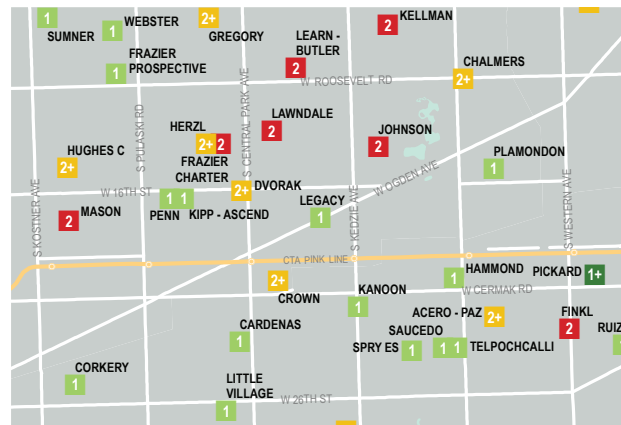 1
2+
2
KELLMAN
1
WEBSTER
SUMNER
GREGORY
LEARN -
BUTLER
FRAZIER
PROSPECTIVE
1
2
CHALMERS
2+
W ROOSEVELT RD
S PULASKI RD
S CENTRAL PARK AVE
LAWNDALE
2
HERZL
2+
2
JOHNSON
2
HUGHES C
2+
FRAZIER
CHARTER
PLAMONDON
1
W 16TH ST
1
1
2+
DVORAK
W OGDEN AVE
PENN
KIPP - ASCEND
LEGACY
1
MASON
2
S KOSTNER AVE
S KEDZIE AVE
S WESTERN AVE
CTA PINK LINE
HAMMOND
1
PICKARD
1+
2+
CROWN
W CERMAK RD
KANOON
1
ACERO - PAZ
2+
FINKL
2
CARDENAS
1
SAUCEDO
SPRY ES
1
1
1
TELPOCHCALLI
RUIZ
CORKERY
1
LITTLE
VILLAGE
1
W 26TH ST